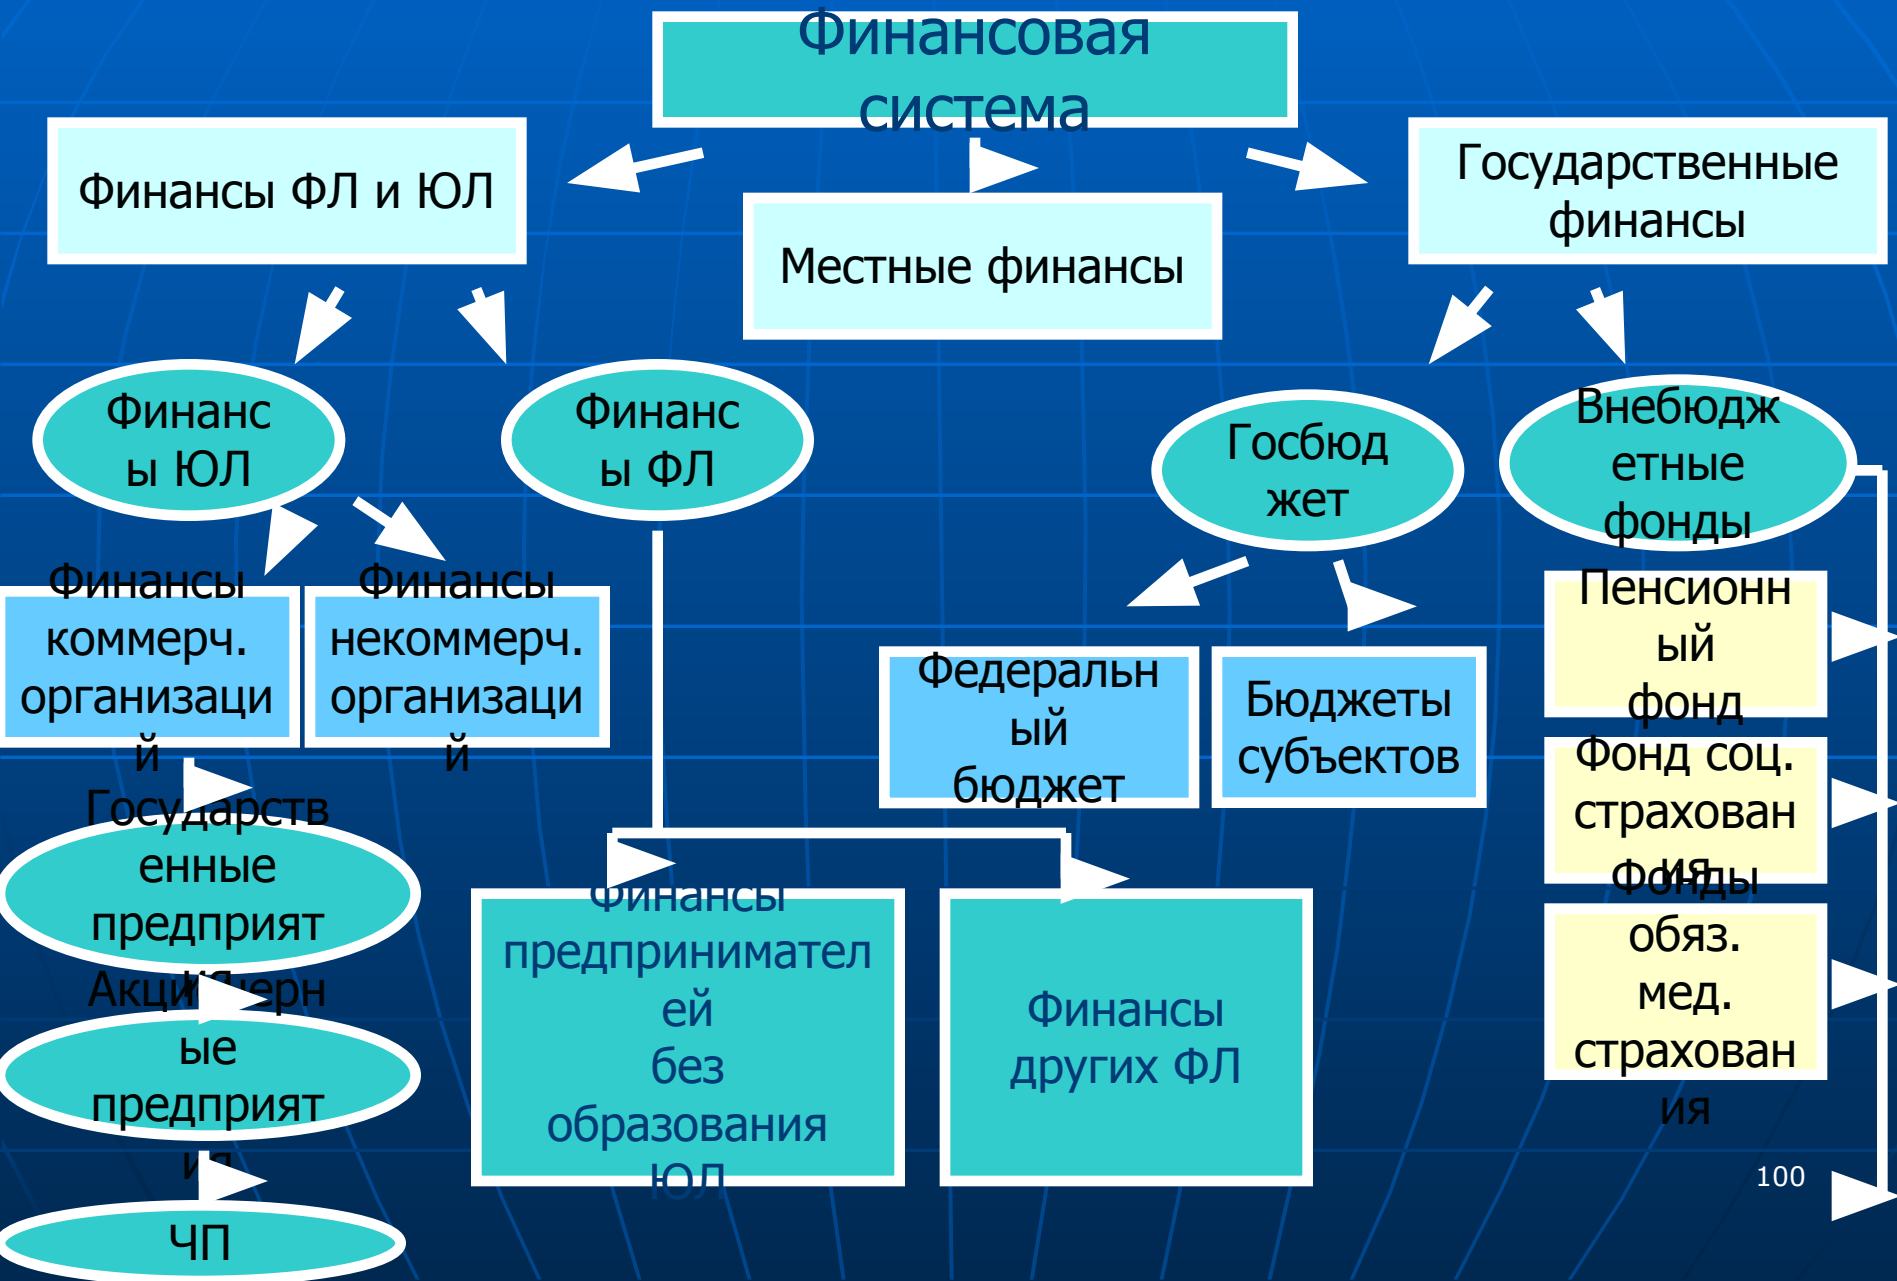 Финансовая
система
Финансы ФЛ и ЮЛ
Местные финансы
Государственные
финансы
Финанс
ы ЮЛ
Финанс
ы ФЛ
Госбюд
жет
Внебюдж
етные
фонды
Финансы
коммерч.
организаци
й
Финансы
некоммерч.
организаци
й
Федеральн
ый
бюджет
Бюджеты
субъектов
Пенсионн
ый
фонд
Фонд соц.
страхован
ия
Фонды
обяз.
мед.
страхован
ия
Государств
енные
предприят
ия
Акционерн
ые
предприят
ия
ЧП
Финансы
предпринимател
ей
без
образования
ЮЛ
Финансы
других ФЛ
100